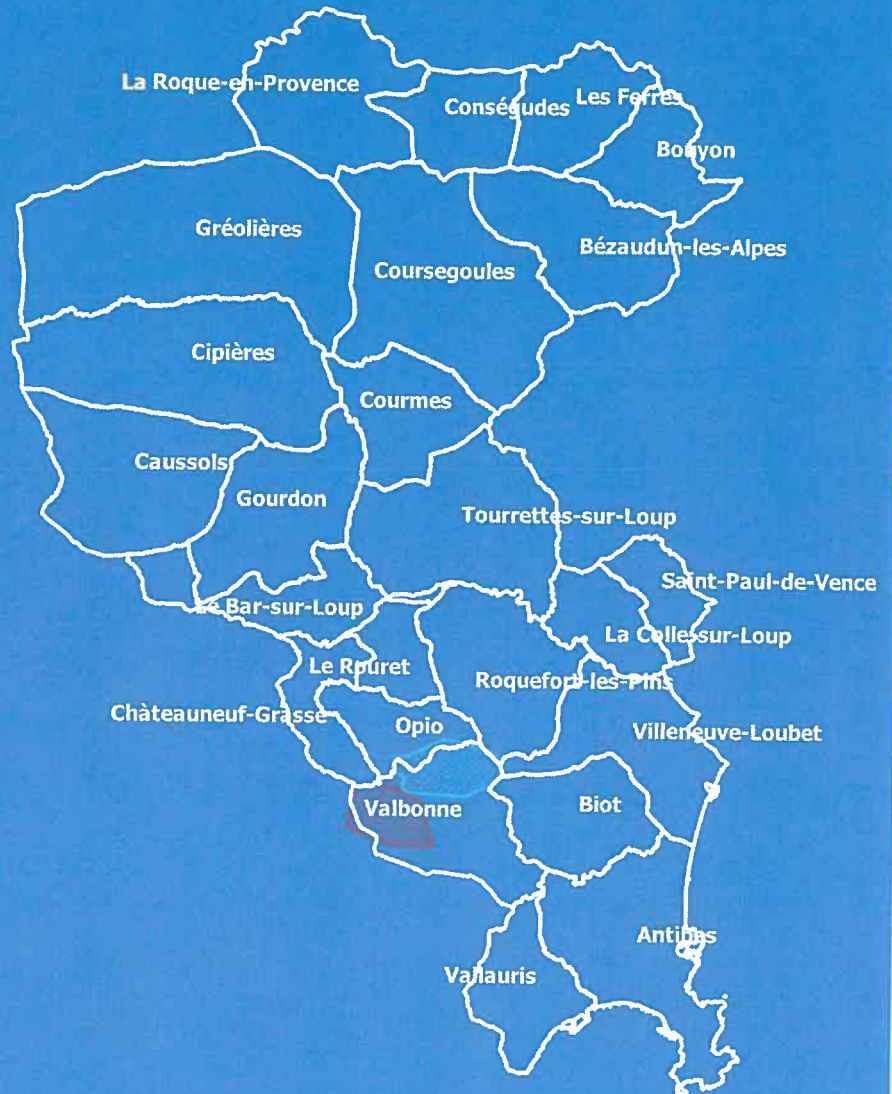 La Roque-en-Provence
Conségudes
Les Ferres
Bouyon
Gréolières
Bézaudun-les-Alpes
Coursegoules
Cipières
Courmes
Caussols
Gourdon
Tourrettes-sur-Loup
Saint-Paul-de-Vence
Le Bar-sur-Loup
La Colle-sur-Loup
Le Rouret
Roquefort-les-Pins
Châteauneuf-Grasse
Opio
Villeneuve-Loubet
Valbonne
Biot
Antibes
Vallauris